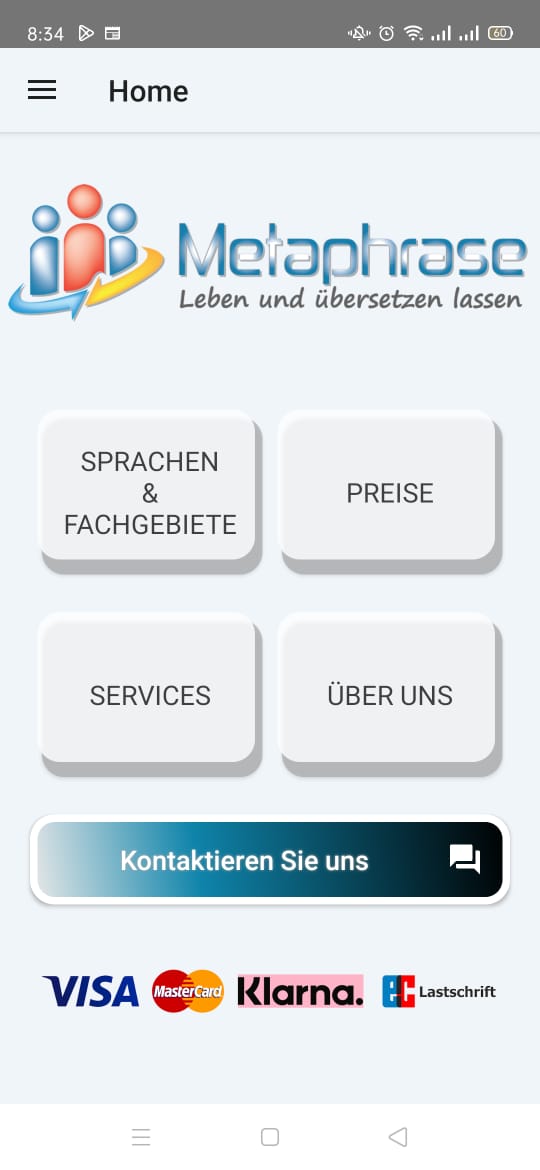 8:34
60
Home
Metaphrase
Leben und übersetzen lassen
SPRACHEN
&
FACHGEBIETE
PREISE
SERVICES
ÜBER UNS
Kontaktieren Sie uns
VISA MasterCard Klarna. EC Lastschrift